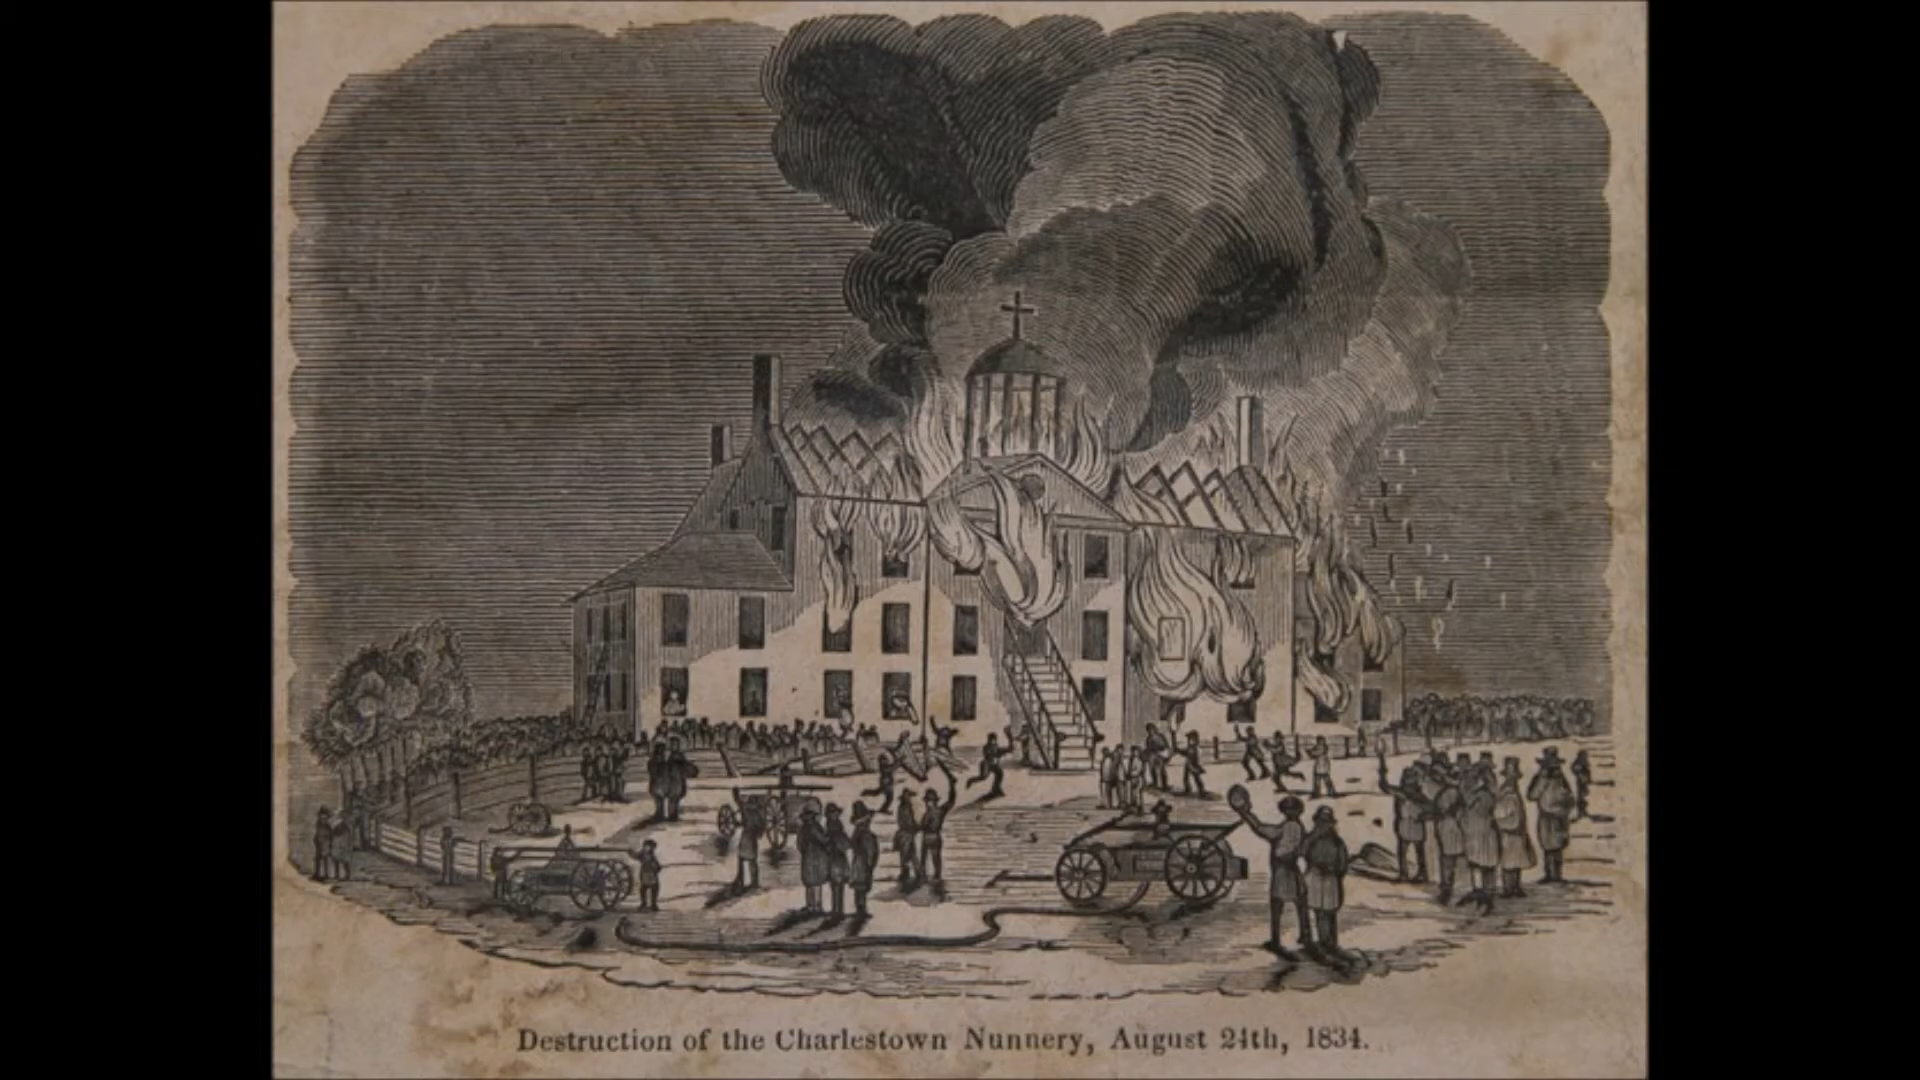 Destruction of the Charlestown Nunnery, August 24th, 1834.